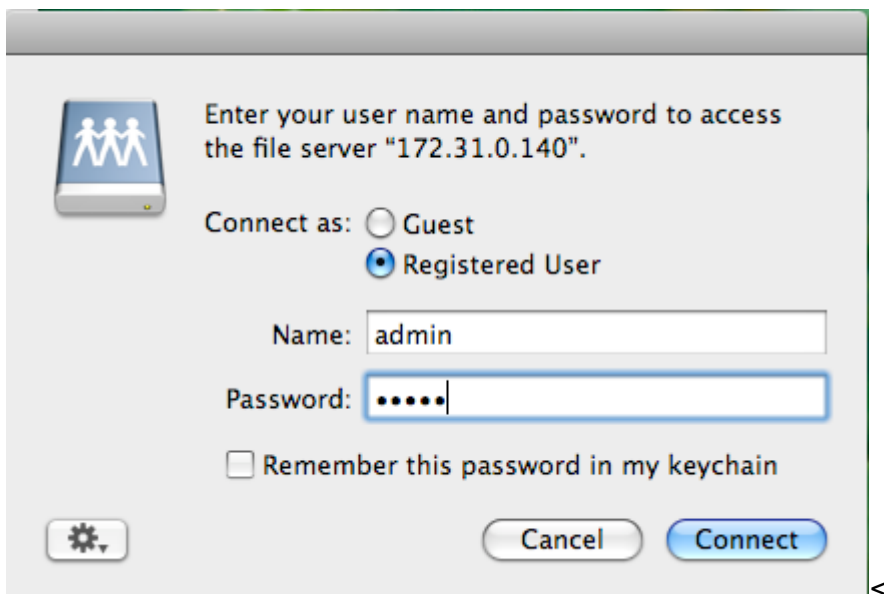 Enter your user name and password to access
the file server “172.31.0.140”.
Connect as: Guest
Registered User
Name: admin
Password: •••••
Remember this password in my keychain
Cancel Connect
<